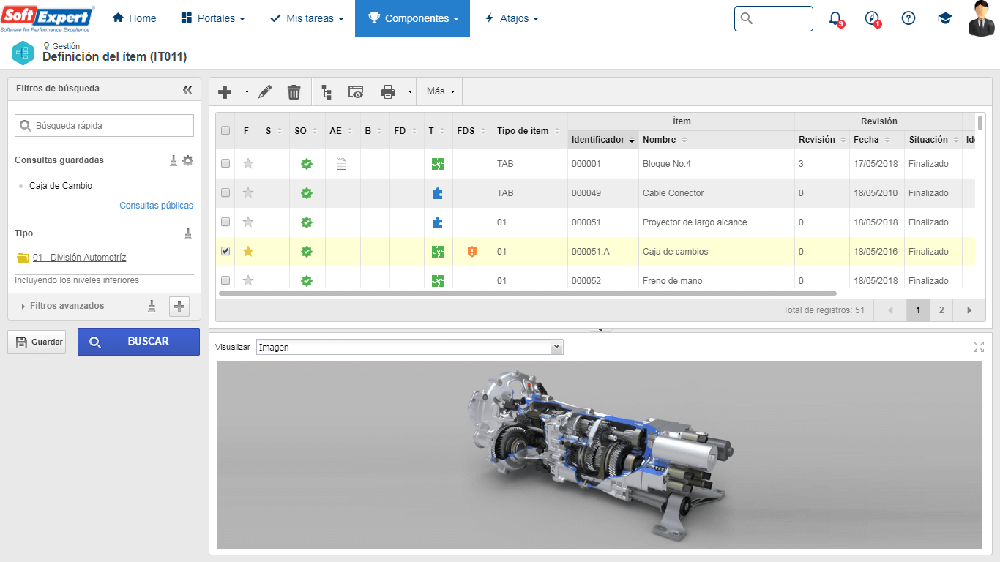 SoftExpert
Software for Performance Excellence
Home
Portales
Mis tareas
Componentes
Atajos
9
1
Gestión
Definición del ítem (IT011)
Filtros de búsqueda
Búsqueda rápida
Consultas guardadas
Caja de Cambio
Consultas públicas
Tipo
01 - División Automotríz
Incluyendo los niveles inferiores
Filtros avanzados
Guardar
BUSCAR
Más
Ítem Revisión
F S SO AE B FD T FDS Tipo de ítem Identificador Nombre Revisión Fecha Situación Ide
TAB 000001 Bloque No.4 3 17/05/2018 Finalizado
TAB 000049 Cable Conector 0 18/05/2010 Finalizado
01 000051 Proyector de largo alcance 0 18/05/2018 Finalizado
01 000051.A Caja de cambios 0 18/05/2016 Finalizado
01 000052 Freno de mano 0 18/05/2018 Finalizado
Total de registros: 51 1 2
Visualizar Imagen